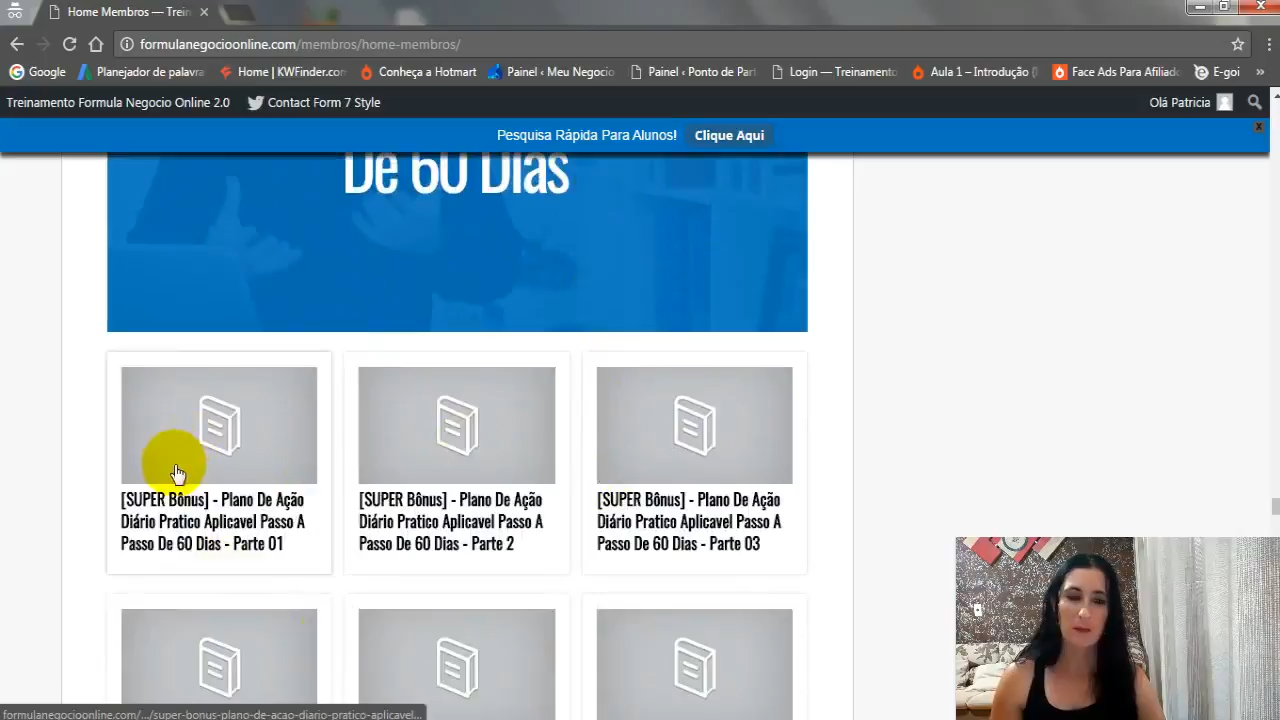 Home Membros — Trein
formulanegocioonline.com/membros/home-membros/
Google
Planejador de palavra
Home | KWFinder.com
Conheça a Hotmart
Painel ‹ Meu Negocio
Painel ‹ Ponto de Part
Login — Treinamento
Aula 1 – Introdução (
Face Ads Para Afiliad
E-goi
»
Treinamento Formula Negocio Online 2.0
Contact Form 7 Style
Olá Patricia
Pesquisa Rápida Para Alunos! Clique Aqui
De 60 Dias
[SUPER Bônus] - Plano De Ação
Diário Pratico Aplicavel Passo A
Passo De 60 Dias - Parte 01
[SUPER Bônus] - Plano De Ação
Diário Pratico Aplicavel Passo A
Passo De 60 Dias - Parte 2
[SUPER Bônus] - Plano De Ação
Diário Pratico Aplicavel Passo A
Passo De 60 Dias - Parte 03
formulanegocioonline.com/.../super-bonus-plano-de-acao-diario-pratico-aplicavel...